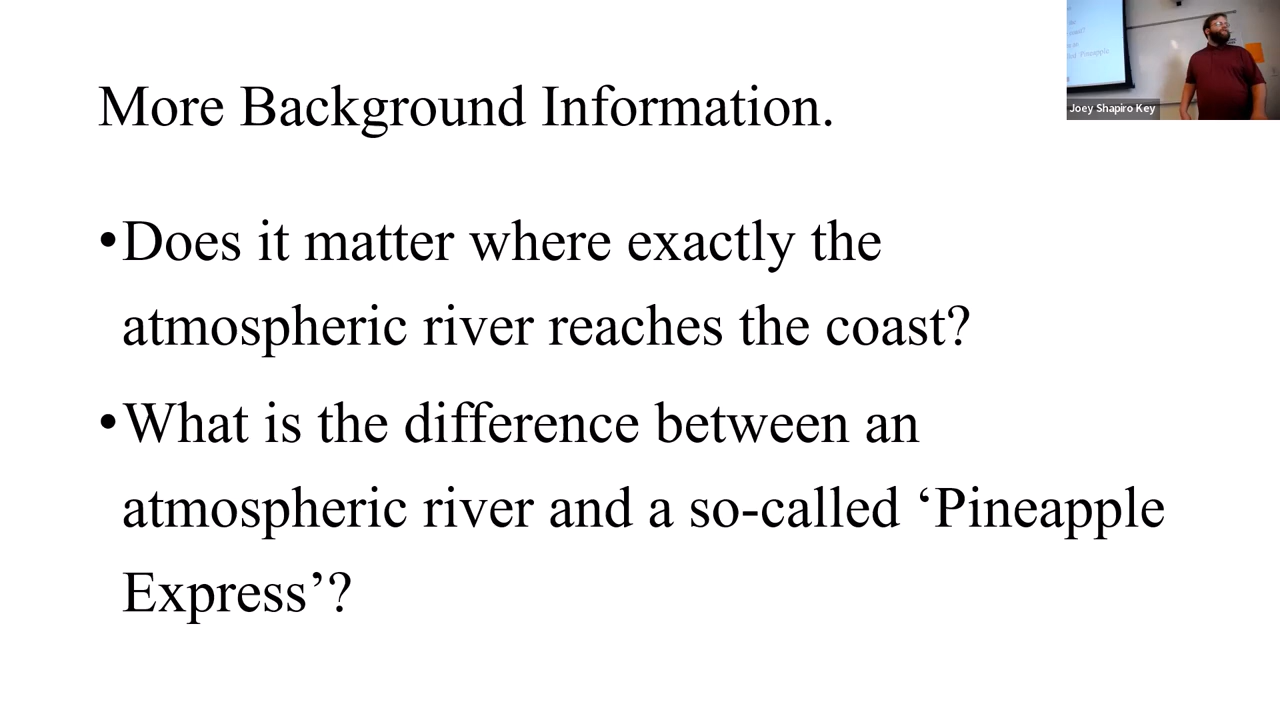 More Background Information.
•Does it matter where exactly the
atmospheric river reaches the coast?
•What is the difference between an
atmospheric river and a so-called ‘Pineapple
Express’?
Joey Shapiro Key